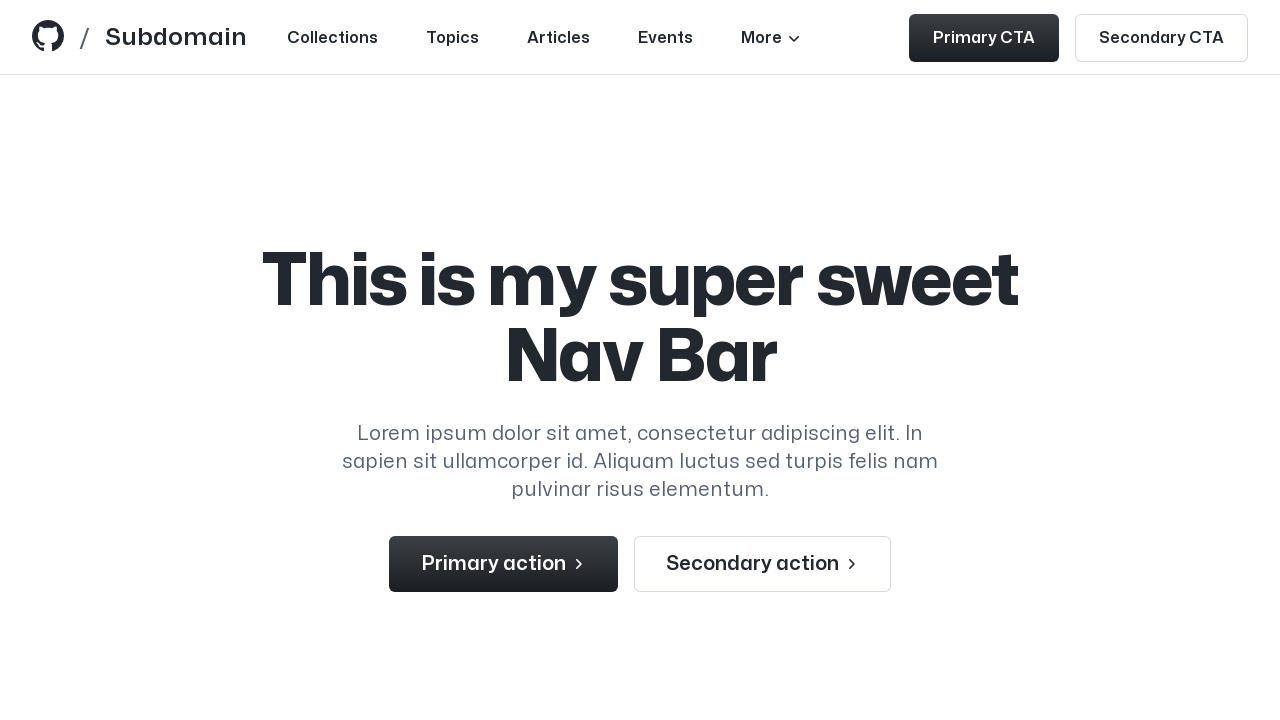 / Subdomain Collections Topics Articles Events More Primary CTA Secondary CTA
This is my super sweet
Nav Bar
Lorem ipsum dolor sit amet, consectetur adipiscing elit. In
sapien sit ullamcorper id. Aliquam luctus sed turpis felis nam
pulvinar risus elementum.
Primary action Secondary action